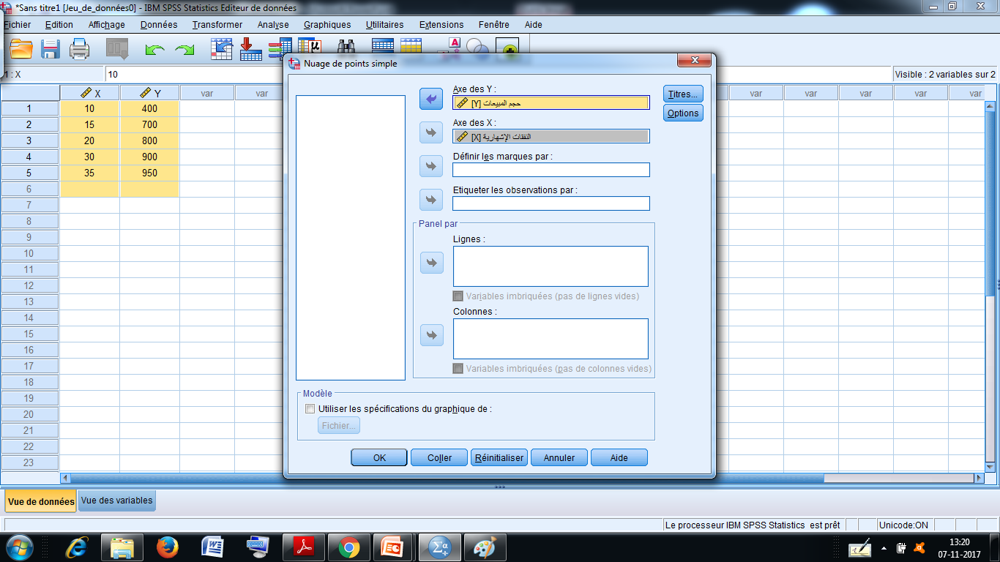 *Sans titre1 [Jeu_de_données0] - IBM SPSS Statistics Editeur de données
Fichier Edition Affichage Données Transformer Analyse Graphiques Utilitaires Extensions Fenêtre Aide
1 : X 10 Visible : 2 variables sur 2
X Y var var var var var var var
1 10 400
2 15 700
3 20 800
4 30 900
5 35 950
6
7
8
9
10
11
12
13
14
15
16
17
18
19
20
21
22
23
Nuage de points simple
Axe des Y :
حجم المبيعات [Y]
Axe des X :
النفقات الإشهارية [X]
Définir les marques par :
Etiqueter les observations par :
Panel par
Lignes :
Variables imbriquées (pas de lignes vides)
Colonnes :
Variables imbriquées (pas de colonnes vides)
Titres...
Options
Modèle
Utiliser les spécifications du graphique de :
Fichier...
OK Coller Réinitialiser Annuler Aide
Vue de données Vue des variables
Le processeur IBM SPSS Statistics est prêt Unicode:ON
13:20
07-11-2017